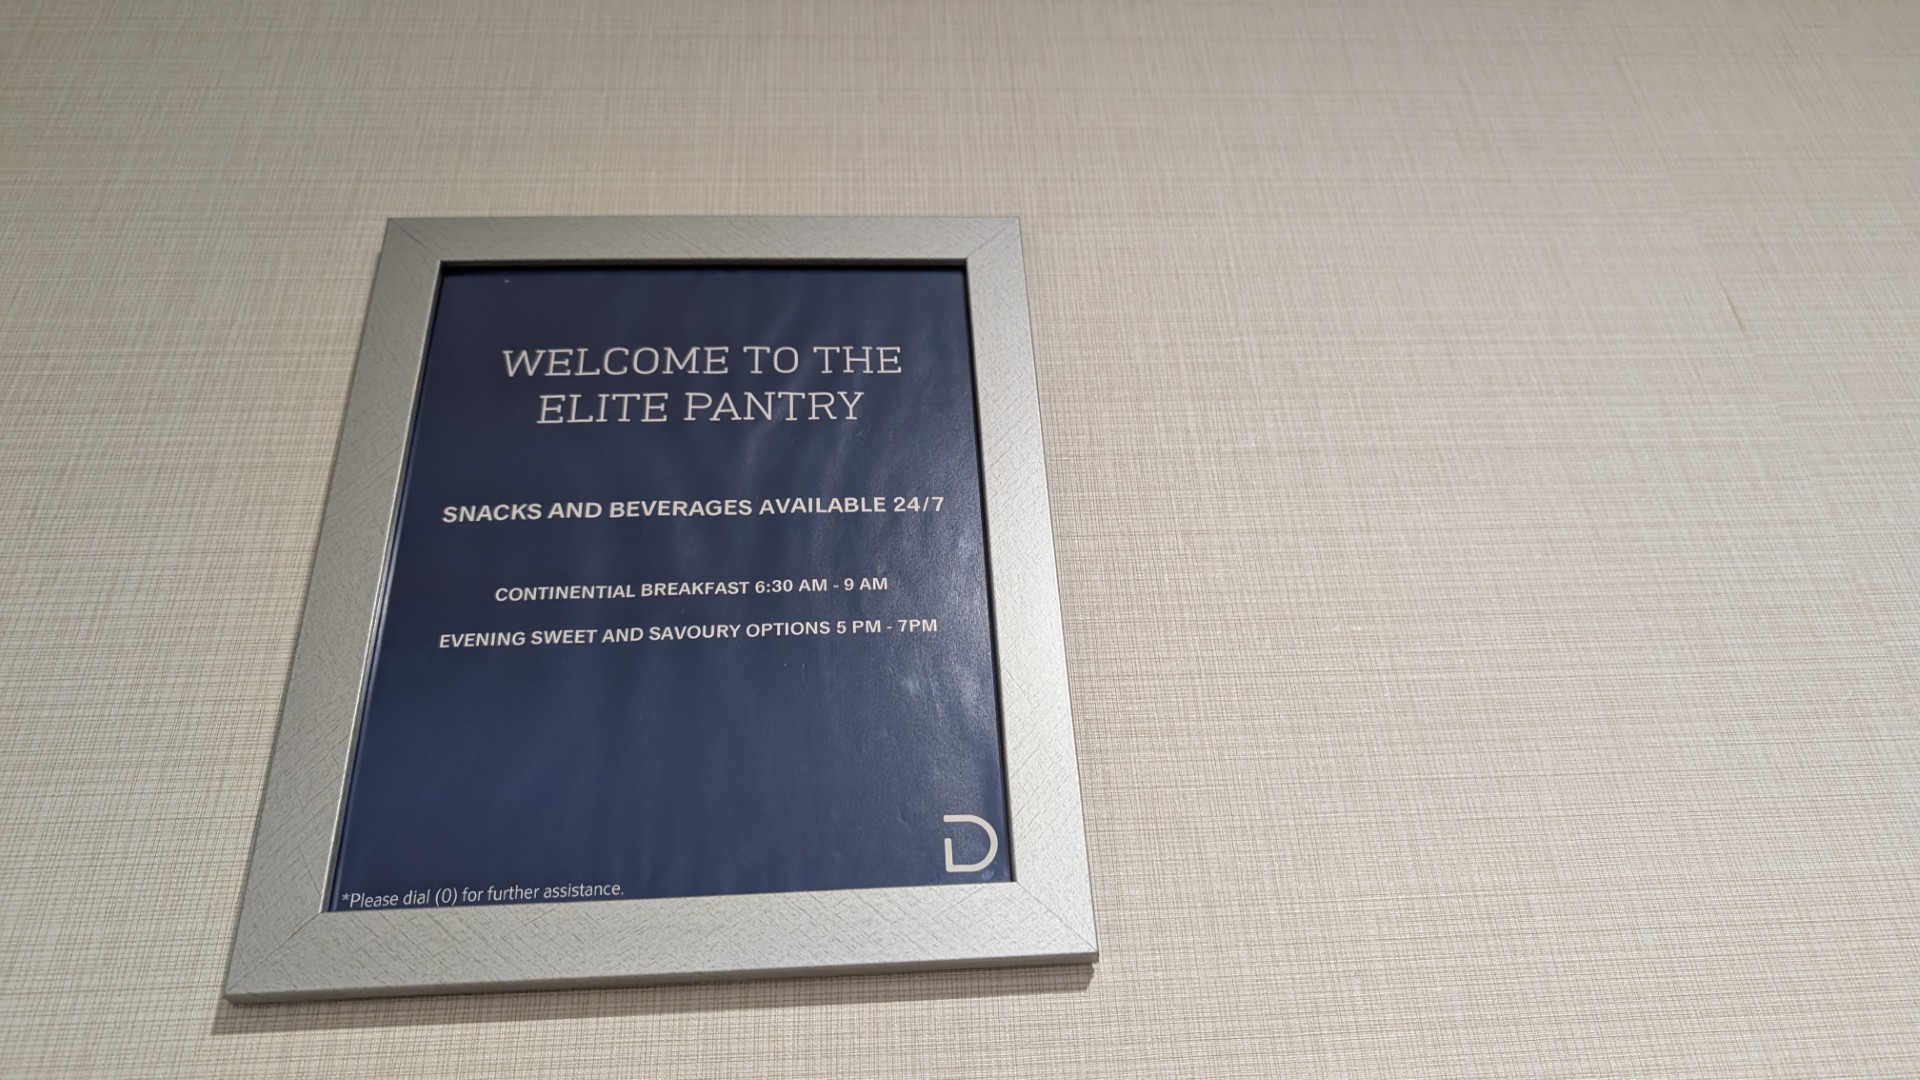 WELCOME TO THE
ELITE PANTRY
SNACKS AND BEVERAGES AVAILABLE 24/7
CONTINENTIAL BREAKFAST 6:30 AM - 9 AM
EVENING SWEET AND SAVOURY OPTIONS 5 PM - 7PM
D
*Please dial (0) for further assistance.